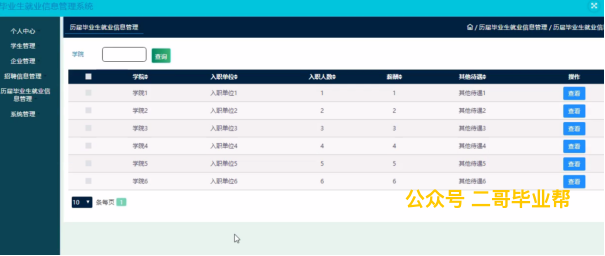 毕业生就业信息管理系统
个人中心
学生管理
企业管理
招聘信息管理
历届毕业生就业信
息管理
系统管理
历届毕业生就业信息管理
/ 历届毕业生就业信息管理 / 历届毕业生就业信息
学院
查询
学院 入职单位 入职人数 薪酬 其他待遇 操作
学院1 入职单位1 1 1 其他待遇1 查看
学院2 入职单位2 2 2 其他待遇2 查看
学院3 入职单位3 3 3 其他待遇3 查看
学院4 入职单位4 4 4 其他待遇4 查看
学院5 入职单位5 5 5 其他待遇5 查看
学院6 入职单位6 6 6 其他待遇6 查看
10 条每页 1
公众号 二哥毕业帮